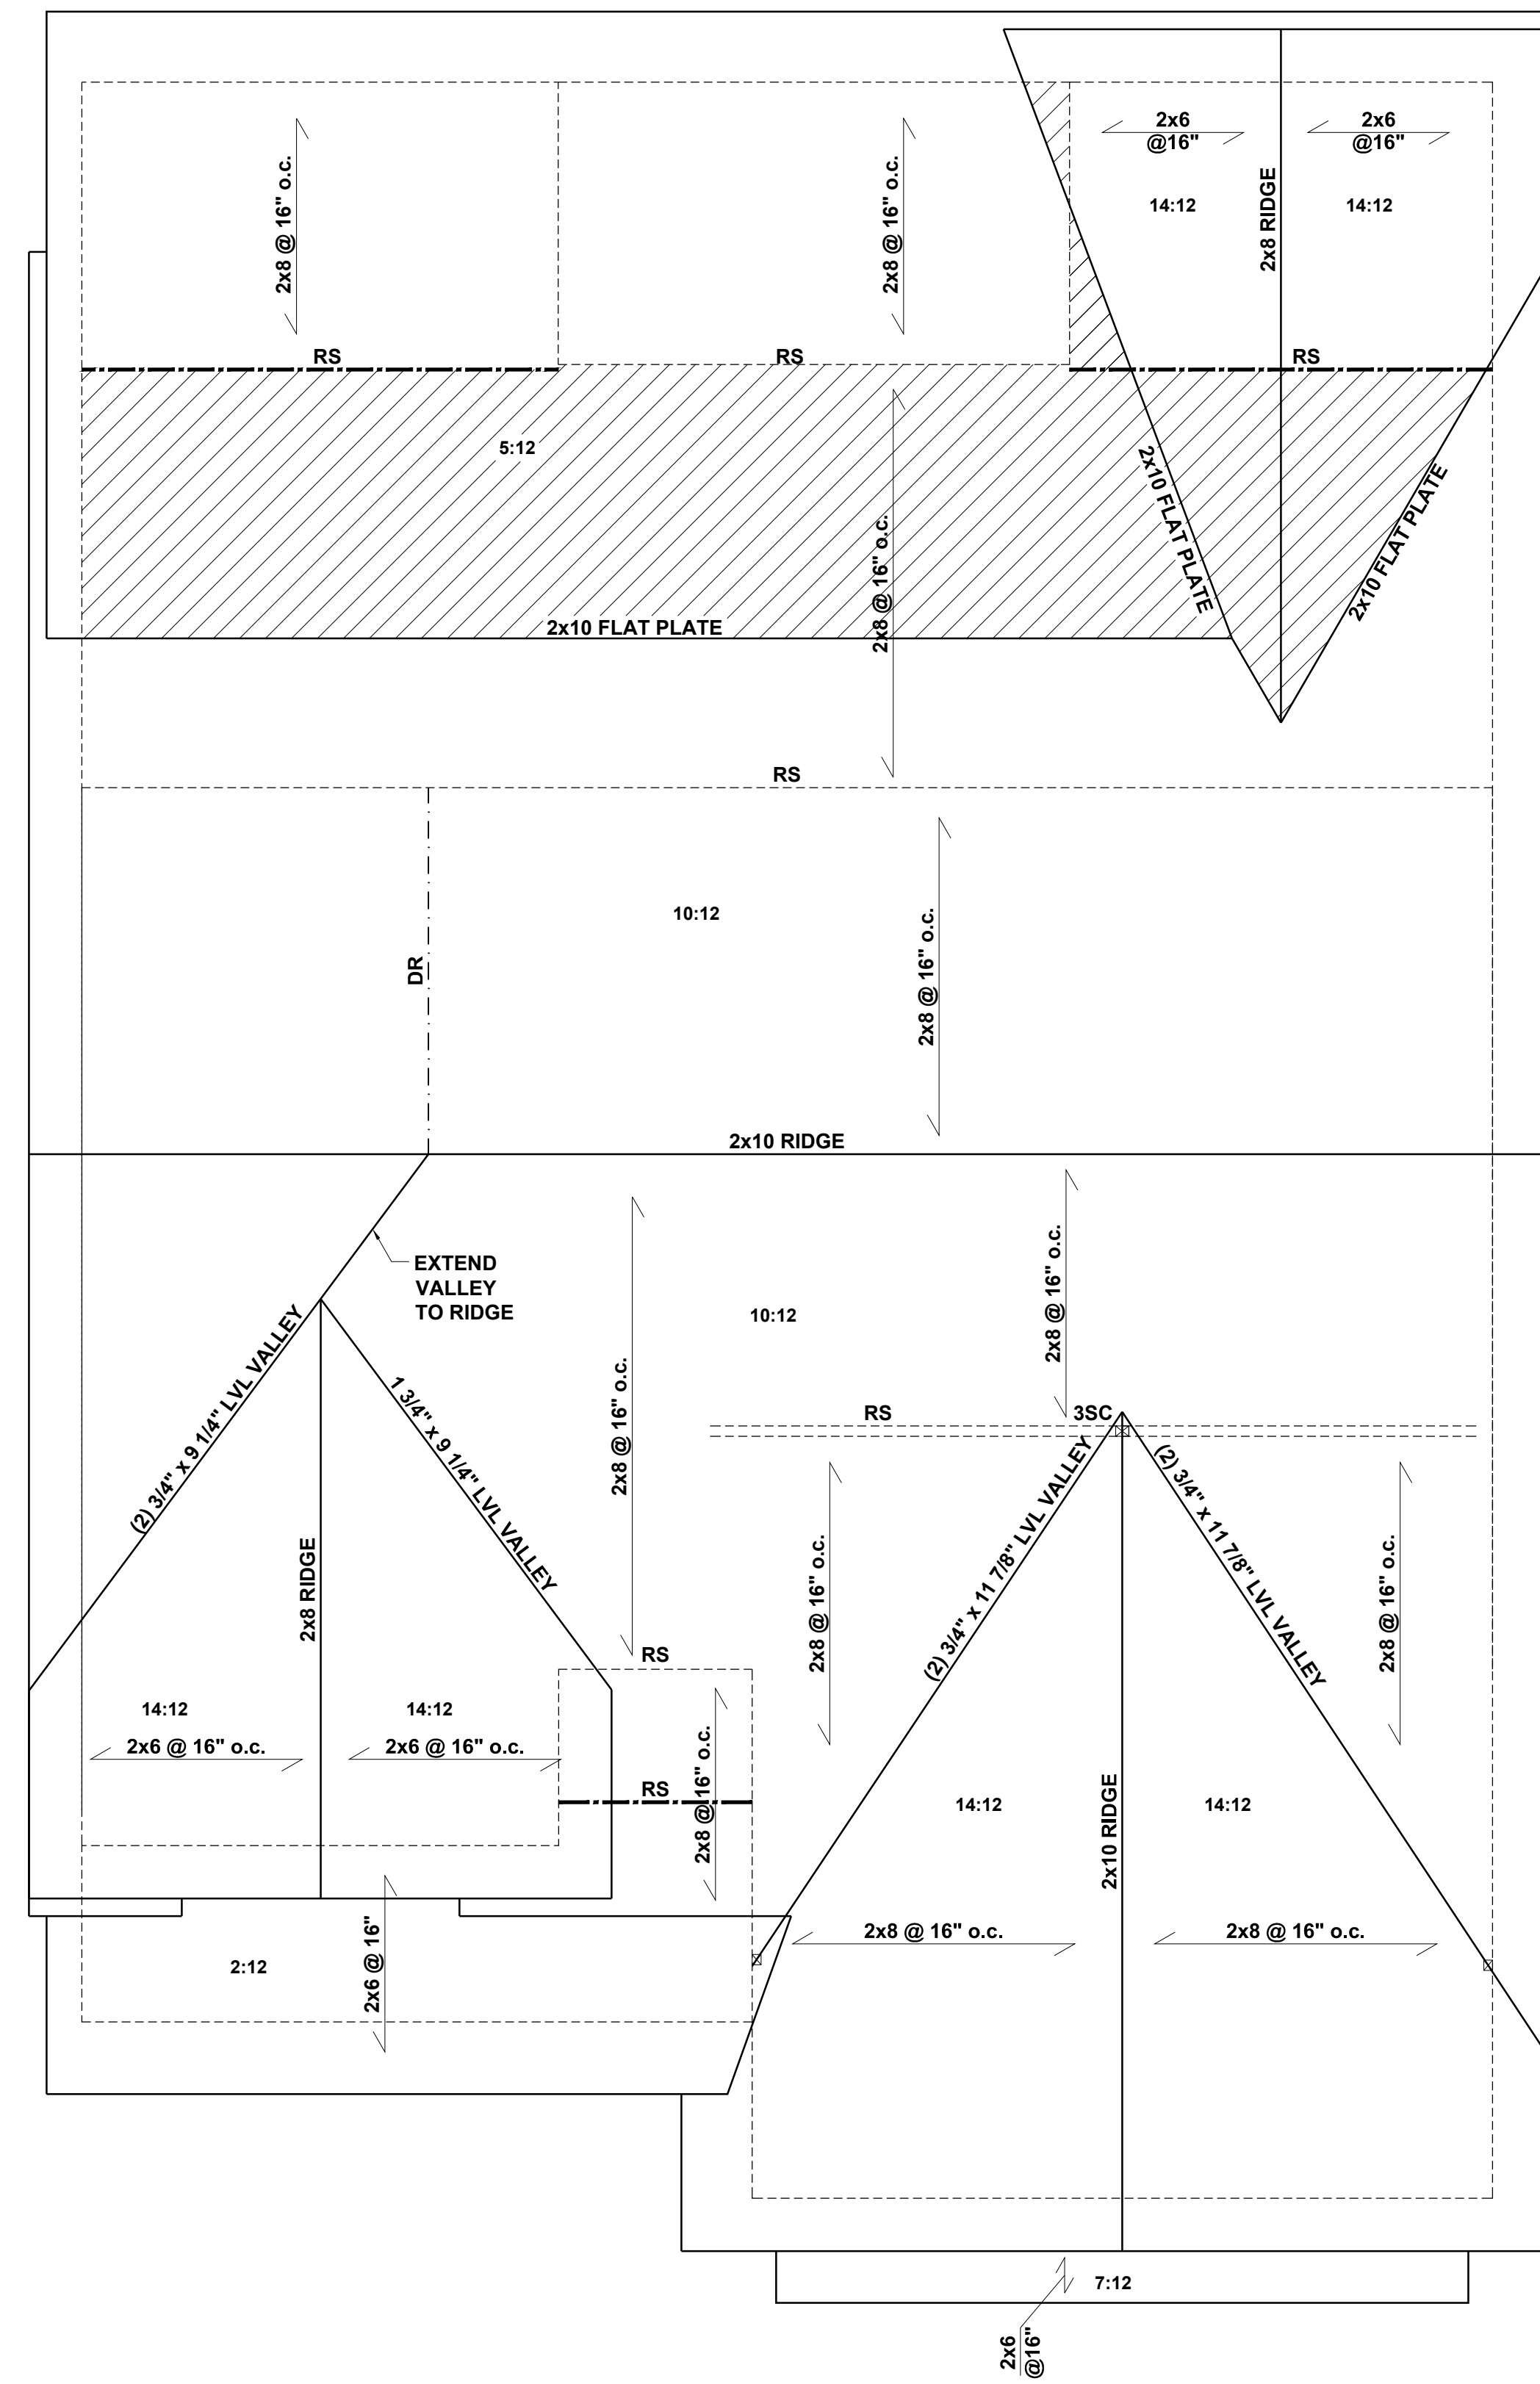 2x6
@16"
2x6
@16"
2x8 @ 16" o.c.
2x8 @ 16" o.c.
14:12
2x8 RIDGE
14:12
RS
RS
RS
5:12
2x10 FLAT PLATE
2x10 FLAT PLATE
2x8 @ 16" o.c.
2x10 FLAT PLATE
RS
10:12
DR
2x8 @ 16" o.c.
2x10 RIDGE
EXTEND
VALLEY
TO RIDGE
2x8 @ 16" o.c.
10:12
(2) 3/4" x 9 1/4" LVL VALLEY
1 3/4" x 9 1/4" LVL VALLEY
2x8 @ 16" o.c.
RS
3SC
(2) 3/4" x 11 7/8" LVL VALLEY
(2) 3/4" x 11 7/8" LVL VALLEY
2x8 RIDGE
2x8 @ 16" o.c.
2x8 @ 16" o.c.
RS
14:12
14:12
2x6 @ 16" o.c.
2x6 @ 16" o.c.
RS
2x8 @ 16" o.c.
14:12
2x10 RIDGE
14:12
2x8 @ 16" o.c.
2x8 @ 16" o.c.
2:12
2x6 @ 16"
7:12
2x6
@16"